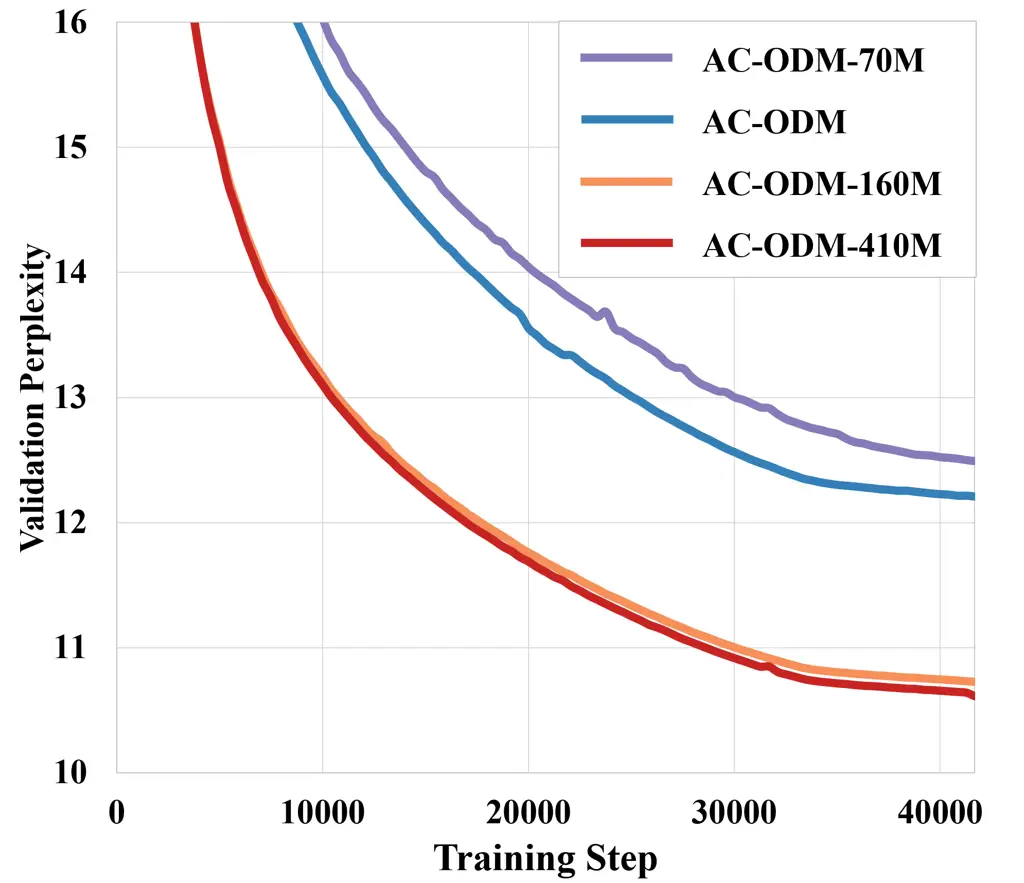 16
15
14
13
12
11
10
Validation Perplexity
AC-ODM-70M
AC-ODM
AC-ODM-160M
AC-ODM-410M
0 10000 20000 30000 40000
Training Step